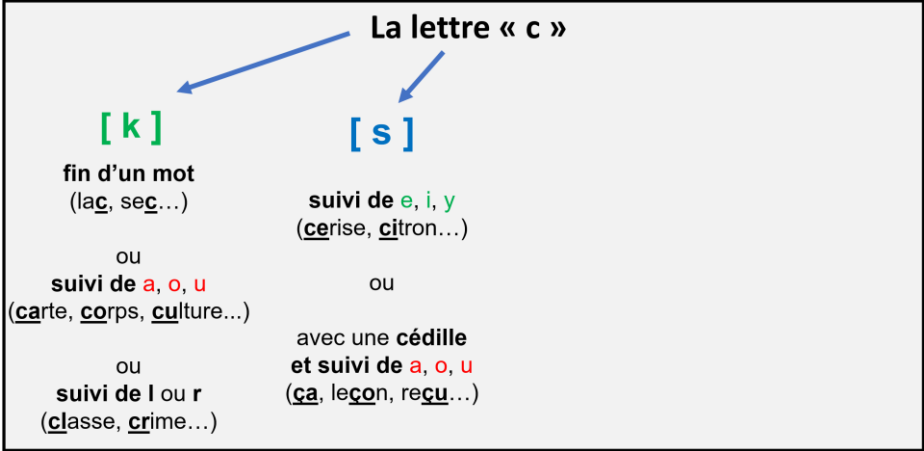 La lettre « c »
[ k ]
fin d’un mot
(lac, sec…)
ou
suivi de a, o, u
(carte, corps, culture...)
ou
suivi de l ou r
(classe, crime…)
[ s ]
suivi de e, i, y
(cerise, citron…)
ou
avec une cédille
et suivi de a, o, u
(ça, leçon, reçu…)